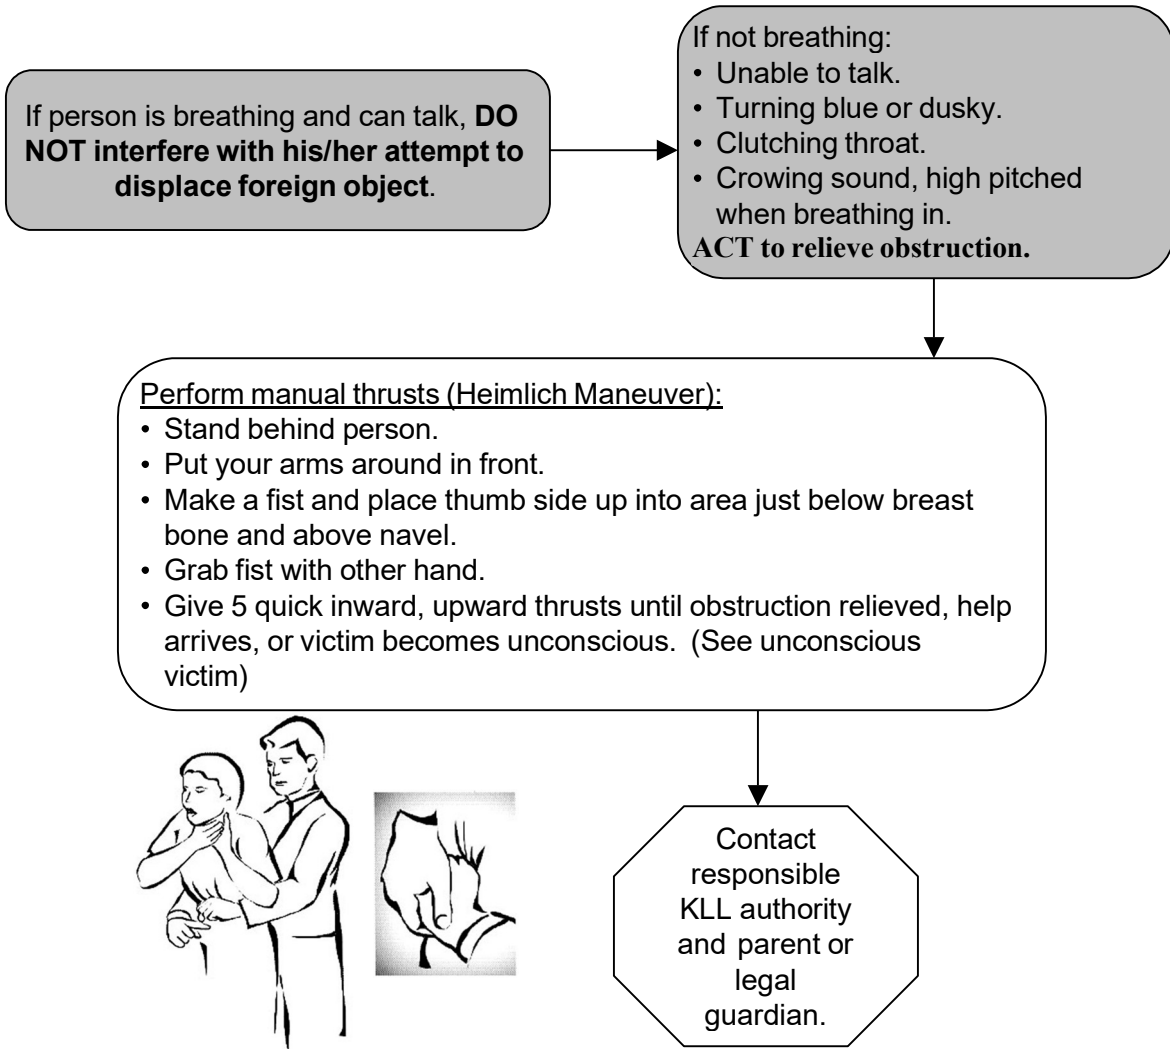 If person is breathing and can talk, DO
NOT interfere with his/her attempt to
displace foreign object.
If not breathing:
• Unable to talk.
• Turning blue or dusky.
• Clutching throat.
• Crowing sound, high pitched
when breathing in.
ACT to relieve obstruction.
Perform manual thrusts (Heimlich Maneuver):
• Stand behind person.
• Put your arms around in front.
• Make a fist and place thumb side up into area just below breast
bone and above navel.
• Grab fist with other hand.
• Give 5 quick inward, upward thrusts until obstruction relieved, help
arrives, or victim becomes unconscious.  (See unconscious
victim)
Contact
responsible
KLL authority
and parent or
legal
guardian.